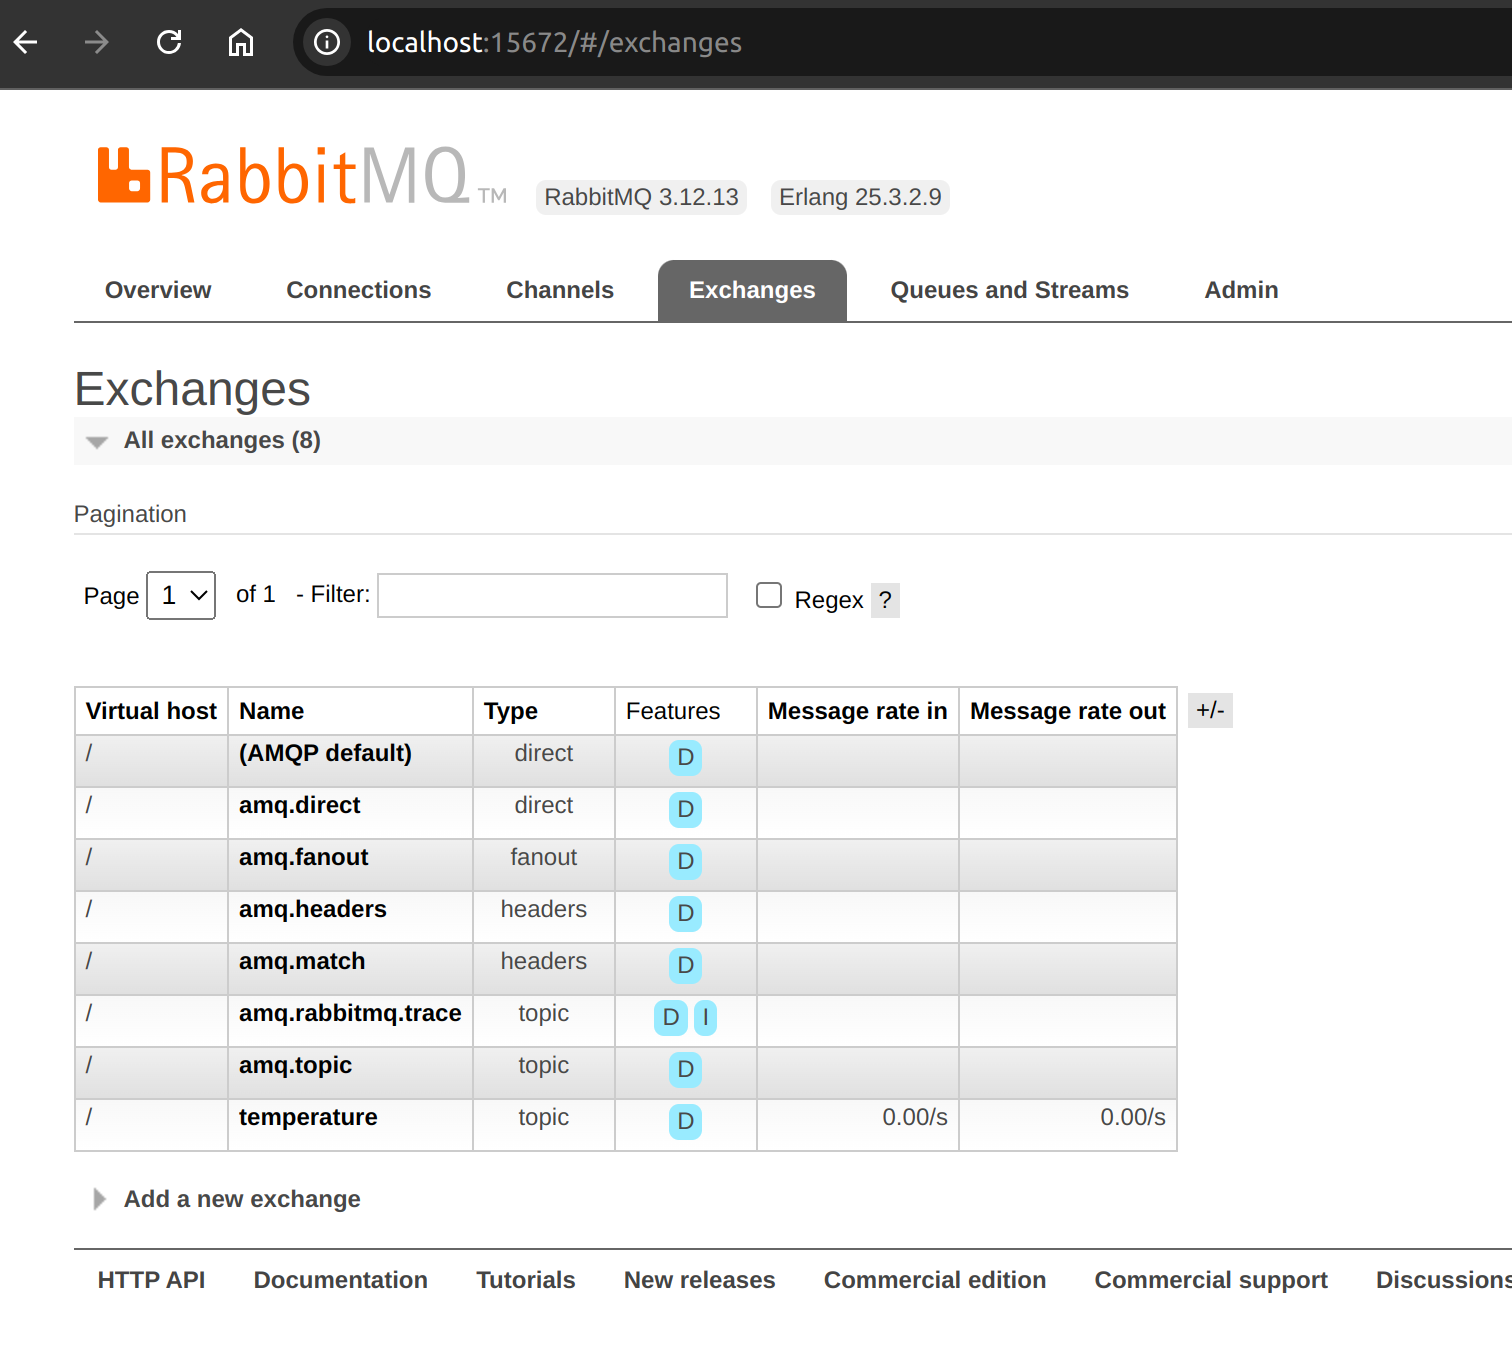 localhost:15672/#/exchanges
RabbitMQ TM RabbitMQ 3.12.13 Erlang 25.3.2.9
Overview Connections Channels Exchanges Queues and Streams Admin
Exchanges
All exchanges (8)
Pagination
Page 1 of 1 - Filter: Regex ?
Virtual host Name Type Features Message rate in Message rate out +/-
/ (AMQP default) direct D
/ amq.direct direct D
/ amq.fanout fanout D
/ amq.headers headers D
/ amq.match headers D
/ amq.rabbitmq.trace topic D I
/ amq.topic topic D
/ temperature topic D 0.00/s 0.00/s
Add a new exchange
HTTP API Documentation Tutorials New releases Commercial edition Commercial support Discussions